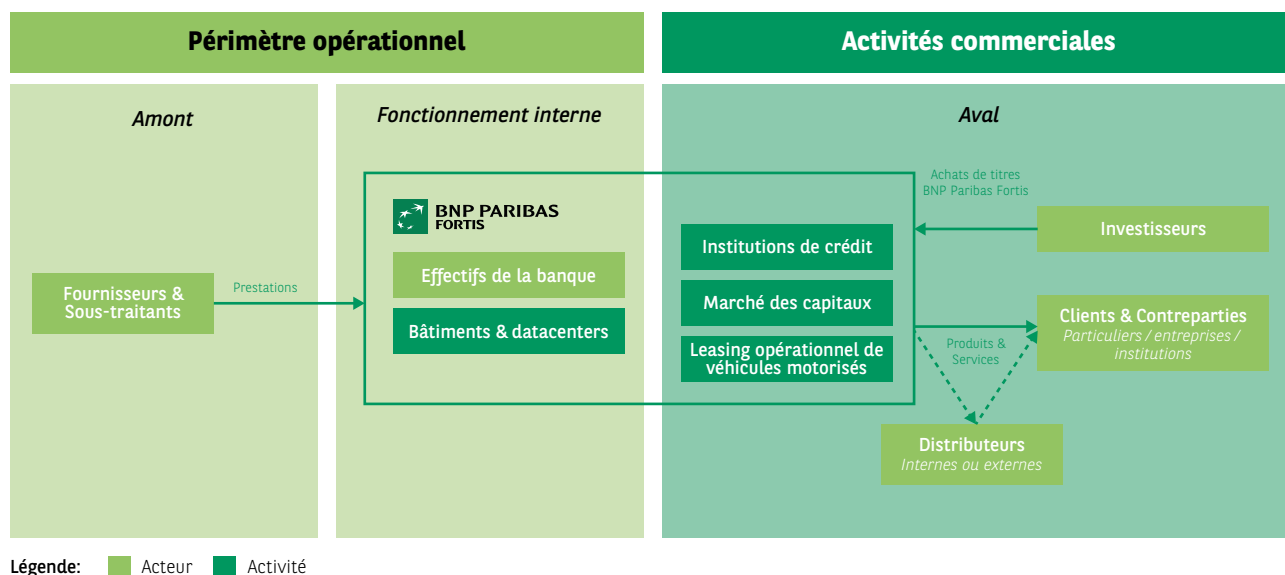 Périmètre opérationnel
Activités commerciales
Amont
Fonctionnement interne
Aval
Fournisseurs &
Sous-traitants
Prestations
BNP PARIBAS
FORTIS
Effectifs de la banque
Bâtiments & datacenters
Institutions de crédit
Marché des capitaux
Leasing opérationnel de
véhicules motorisés
Achats de titres
BNP Paribas Fortis
Investisseurs
Clients & Contreparties
Particuliers / entreprises /
institutions
Produits &
Services
Distributeurs
Internes ou externes
Légende: Acteur Activité